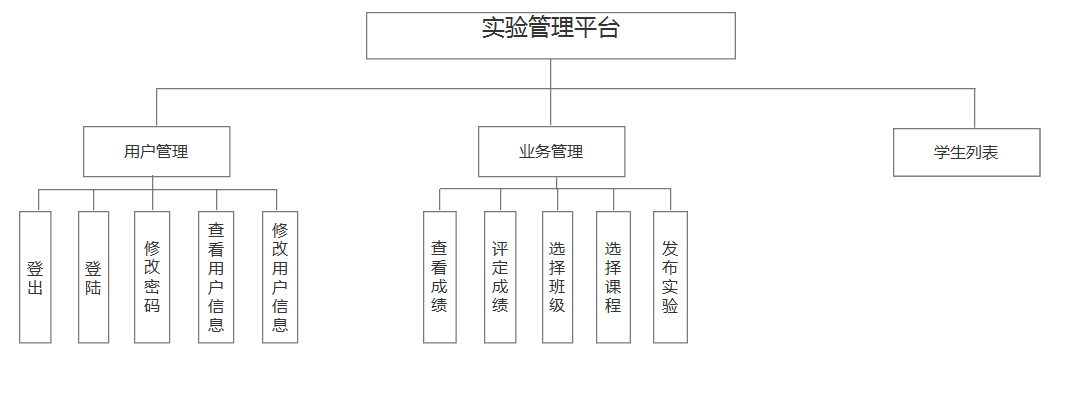 实验管理平台
用户管理
业务管理
学生列表
登出
登陆
修改密码
查看用户信息
修改用户信息
查看成绩
评定成绩
选择班级
选择课程
发布实验